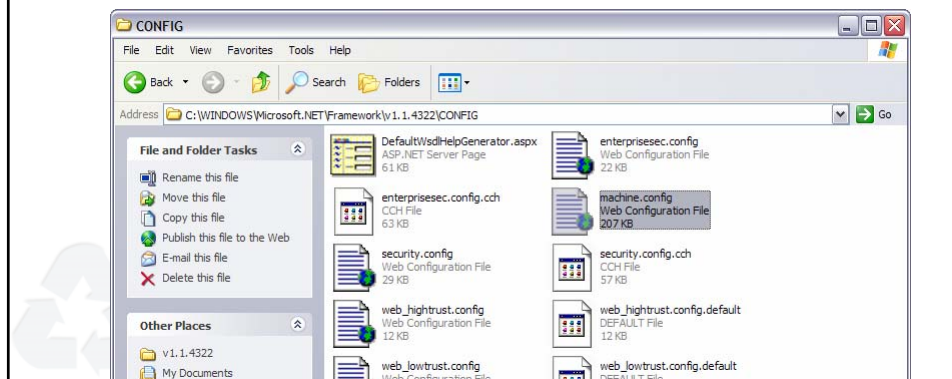 CONFIG
File Edit View Favorites Tools Help
Back Search Folders
Address C:\WINDOWS\Microsoft.NET\Framework\v1.1.4322\CONFIG Go
File and Folder Tasks
Rename this file
Move this file
Copy this file
Publish this file to the Web
E-mail this file
Delete this file
Other Places
v1.1.4322
My Documents
DefaultWsdlHelpGenerator.aspx
ASP.NET Server Page
61 KB
enterprisesec.config
Web Configuration File
22 KB
enterprisesec.config.cch
CCH File
63 KB
machine.config
Web Configuration File
207 KB
security.config
Web Configuration File
29 KB
security.config.cch
CCH File
57 KB
web_hightrust.config
Web Configuration File
12 KB
web_hightrust.config.default
DEFAULT File
12 KB
web_lowtrust.config
Web Configuration File
web_lowtrust.config.default
DEFAULT File